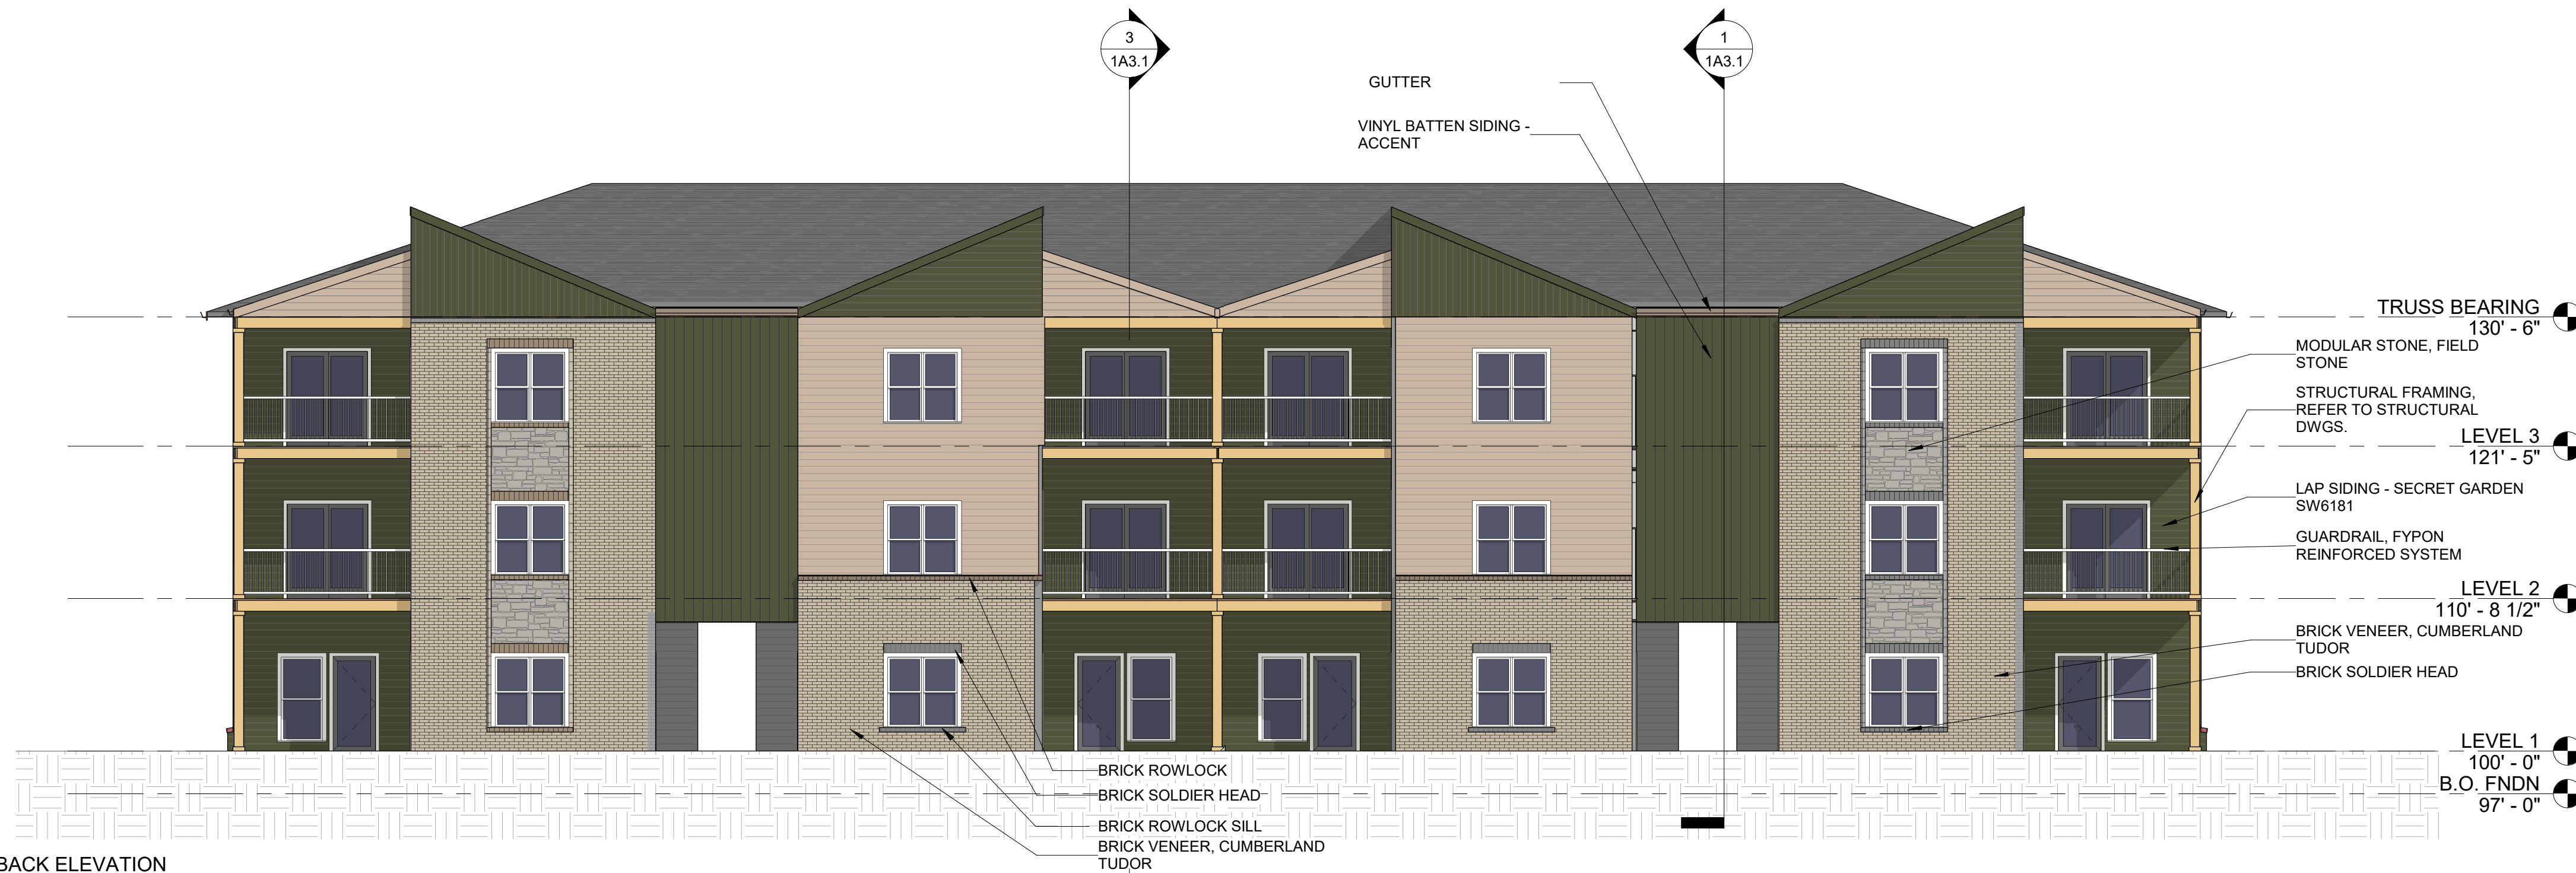 3
1A3.1
1
1A3.1
GUTTER
VINYL BATTEN SIDING -
ACCENT
TRUSS BEARING
130' - 6"
MODULAR STONE, FIELD
STONE
STRUCTURAL FRAMING,
REFER TO STRUCTURAL
DWGS.
LEVEL 3
121' - 5"
LAP SIDING - SECRET GARDEN
SW6181
GUARDRAIL, FYPON
REINFORCED SYSTEM
LEVEL 2
110' - 8 1/2"
BRICK VENEER, CUMBERLAND
TUDOR
BRICK SOLDIER HEAD
LEVEL 1
100' - 0"
B.O. FNDN
97' - 0"
BRICK ROWLOCK
BRICK SOLDIER HEAD
BRICK ROWLOCK SILL
BRICK VENEER, CUMBERLAND
TUDOR
BACK ELEVATION